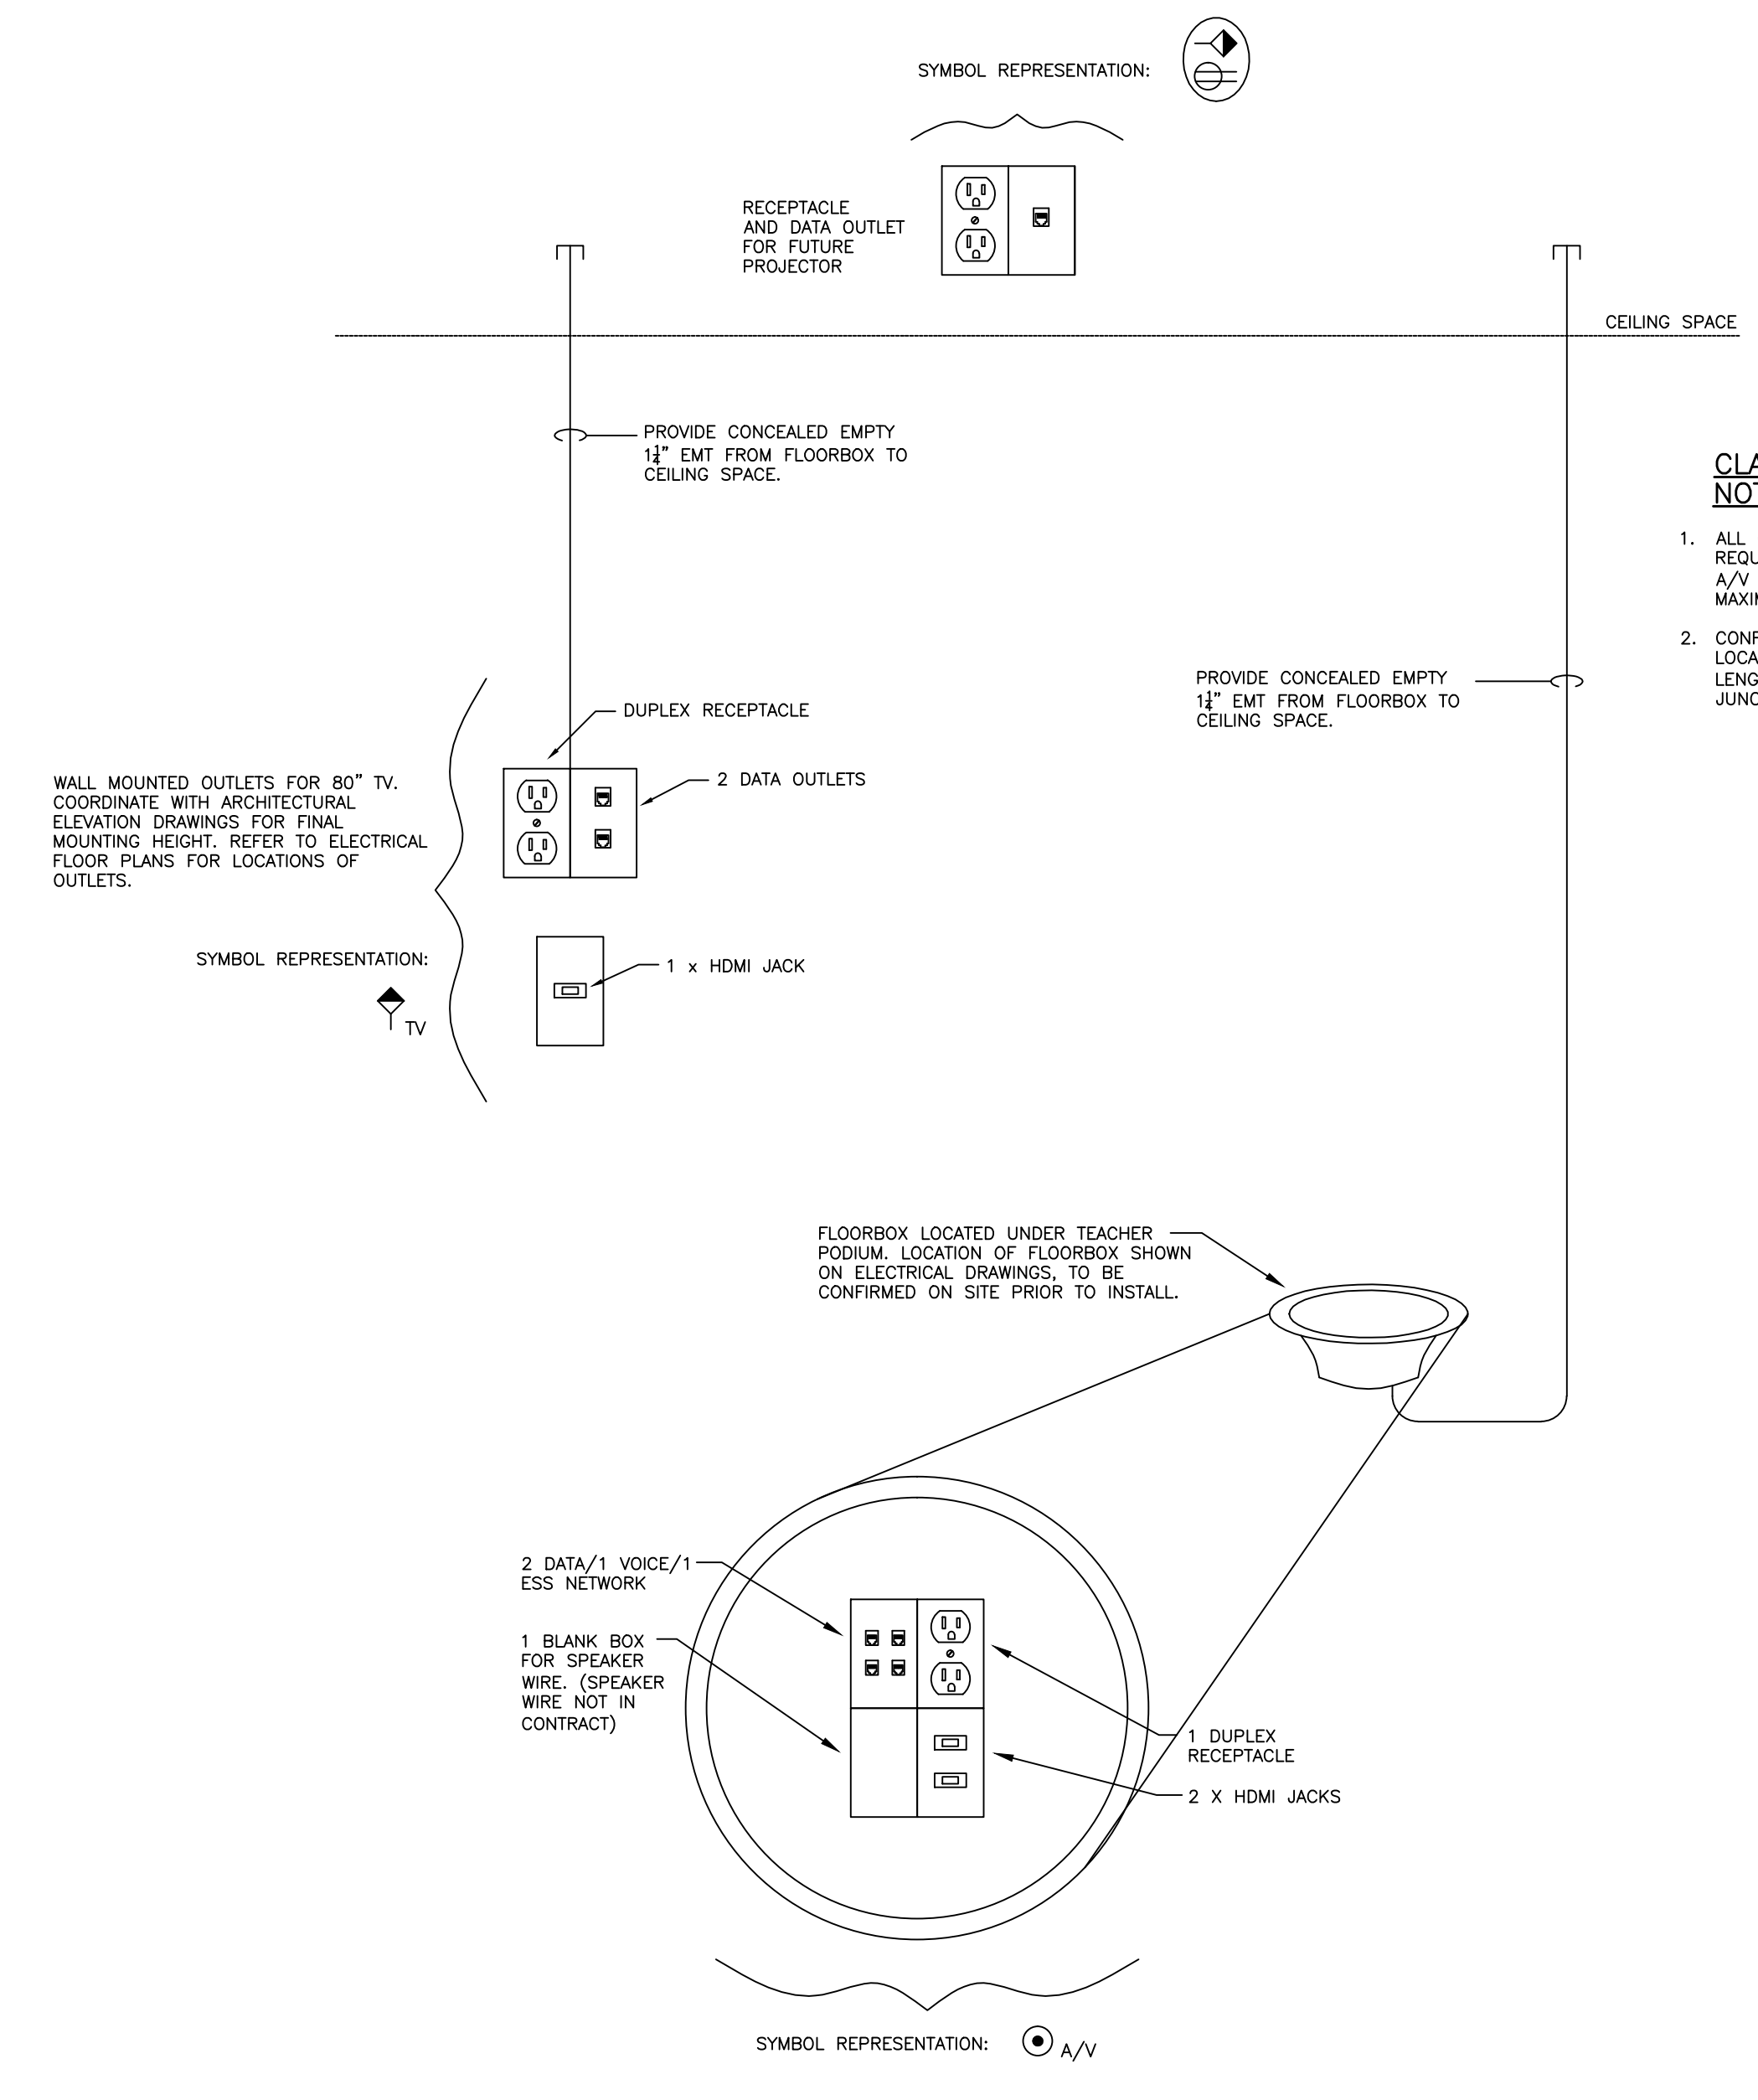 SYMBOL REPRESENTATION:
RECEPTACLE
AND DATA OUTLET
FOR FUTURE
PROJECTOR
CEILING SPACE
PROVIDE CONCEALED EMPTY
1¼" EMT FROM FLOORBOX TO
CEILING SPACE.
DUPLEX RECEPTACLE
2 DATA OUTLETS
WALL MOUNTED OUTLETS FOR 80" TV.
COORDINATE WITH ARCHITECTURAL
ELEVATION DRAWINGS FOR FINAL
MOUNTING HEIGHT. REFER TO ELECTRICAL
FLOOR PLANS FOR LOCATIONS OF
OUTLETS.
SYMBOL REPRESENTATION:
TV
1 x HDMI JACK
PROVIDE CONCEALED EMPTY
1¼" EMT FROM FLOORBOX TO
CEILING SPACE.
1. ALL
A/V
2.
FLOORBOX LOCATED UNDER TEACHER
PODIUM. LOCATION OF FLOORBOX SHOWN
ON ELECTRICAL DRAWINGS, TO BE
CONFIRMED ON SITE PRIOR TO INSTALL.
2 DATA/1 VOICE/1
ESS NETWORK
1 BLANK BOX
FOR SPEAKER
WIRE. (SPEAKER
WIRE NOT IN
CONTRACT)
1 DUPLEX
RECEPTACLE
2 X HDMI JACKS
SYMBOL REPRESENTATION:
A/V